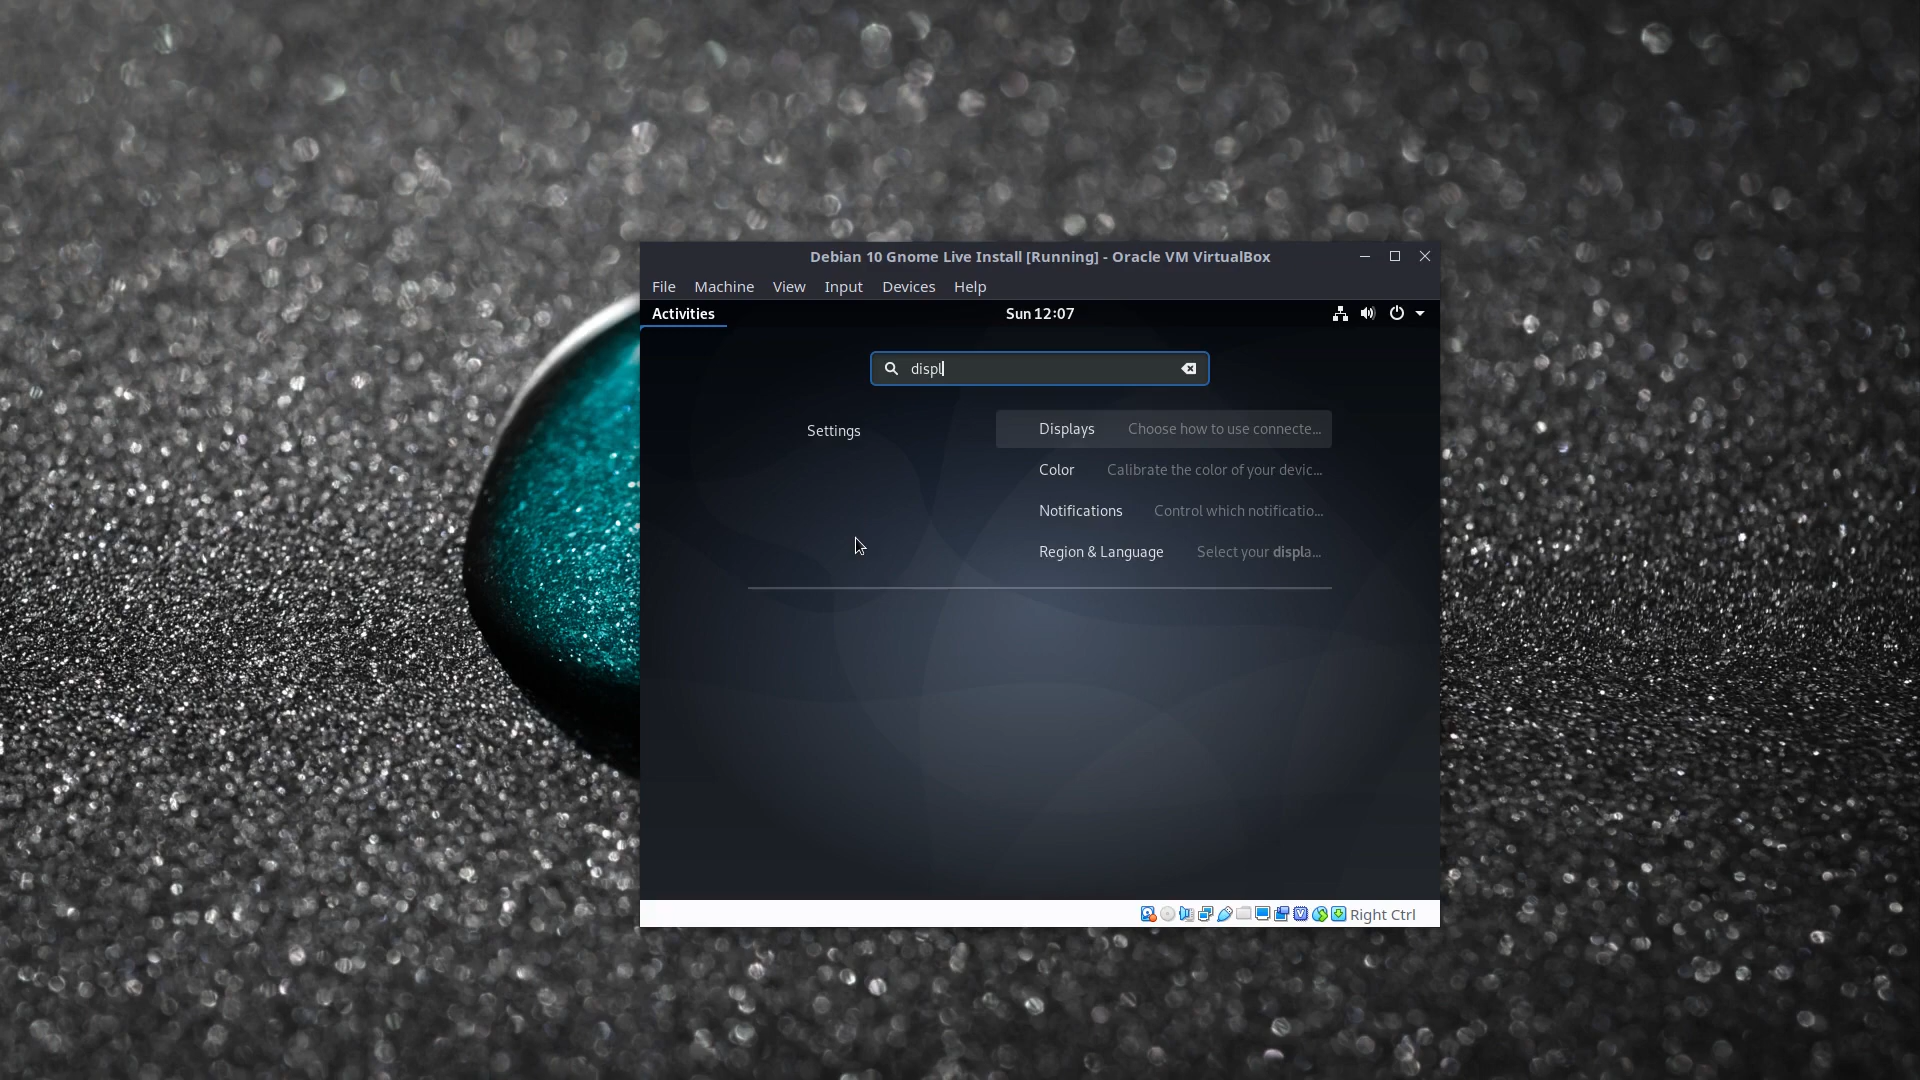 Debian 10 Gnome Live Install [Running] - Oracle VM VirtualBox
File Machine View Input Devices Help
Activities Sun 12:07
displ
Settings
Displays Choose how to use connecte...
Color Calibrate the color of your devic...
Notifications Control which notificatio...
Region & Language Select your displa...
Right Ctrl